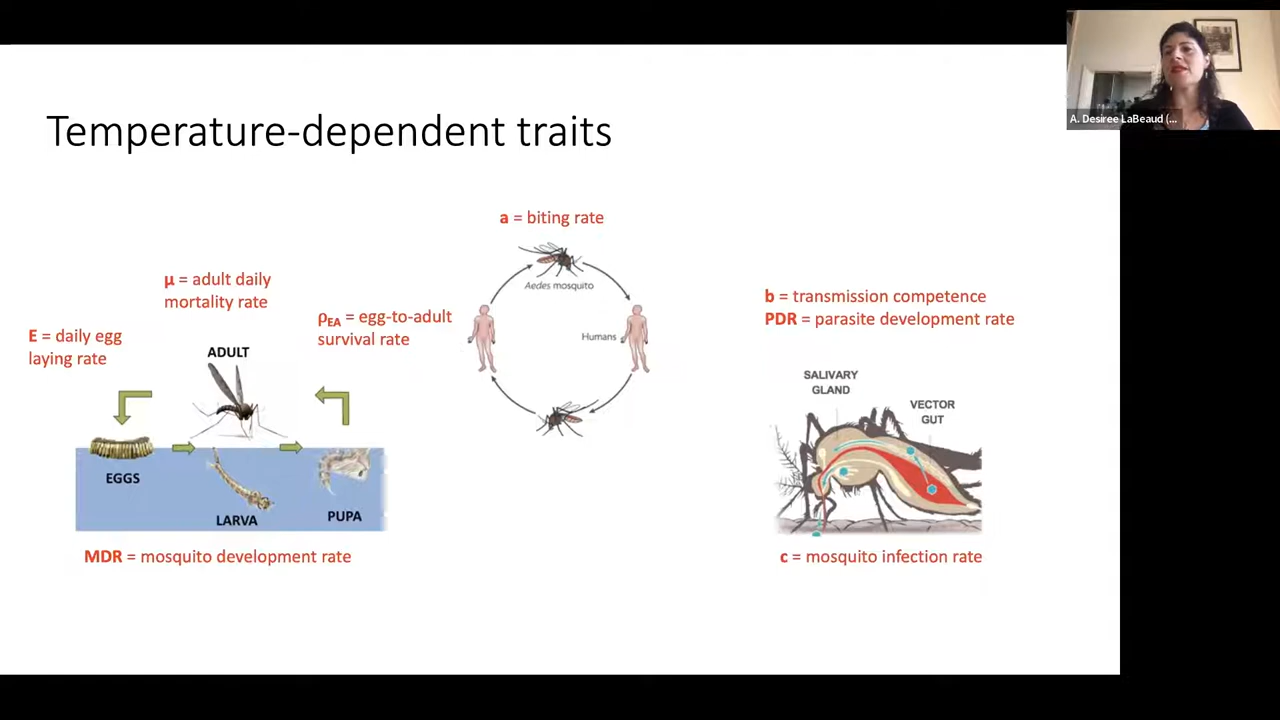 A. Desiree LaBeaud (...
Temperature-dependent traits
a = biting rate
Aedes mosquito
Humans
μ = adult daily
mortality rate
ρEA = egg-to-adult
survival rate
E = daily egg
laying rate
ADULT
EGGS
LARVA
PUPA
MDR = mosquito development rate
b = transmission competence
PDR = parasite development rate
SALIVARY
GLAND
VECTOR
GUT
c = mosquito infection rate